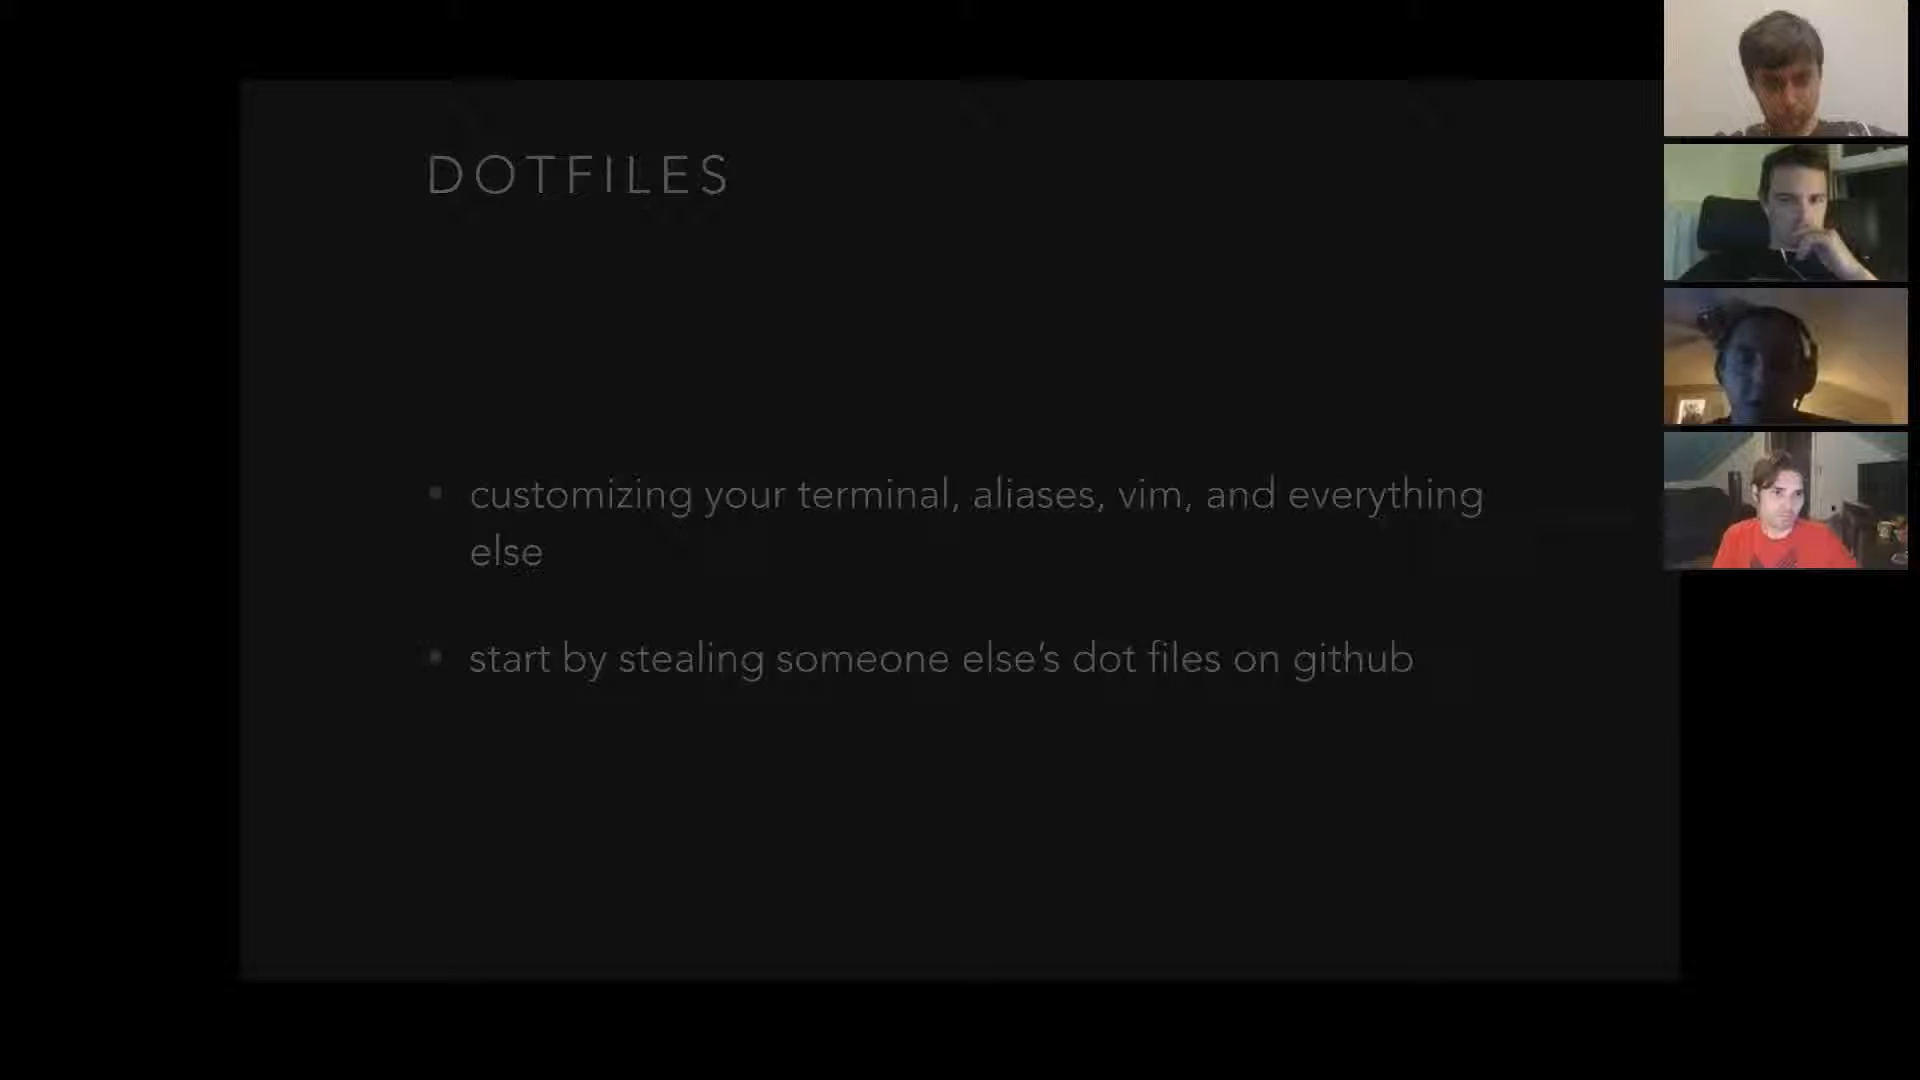 DOTFILES
customizing your terminal, aliases, vim, and everything
else
start by stealing someone else's dot files on github